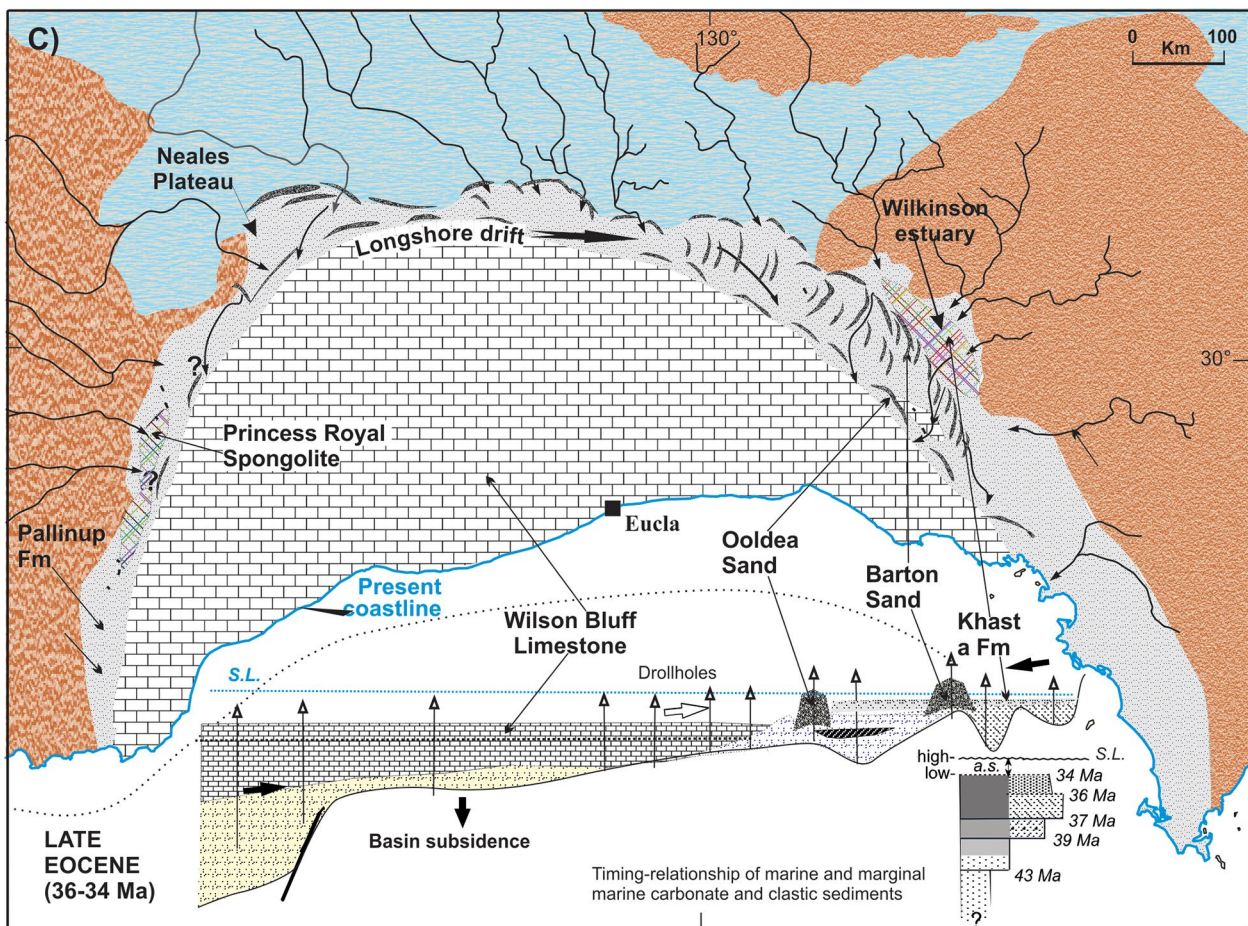 C)
130°
0 100
Km
Neales
Plateau
Wilkinson
estuary
Longshore drift
30°
?
Princess Royal
Spongolite
?
Pallinup
Fm
Eucla
Ooldea
Sand
Present
coastline
Barton
Sand
Wilson Bluff
Limestone
Khast
a Fm
S.L.
Drollholes
high-
low-
a.s.
S.L.
34 Ma
36 Ma
37 Ma
39 Ma
43 Ma
?
Basin subsidence
LATE
EOCENE
(36-34 Ma)
Timing-relationship of marine and marginal
marine carbonate and clastic sediments